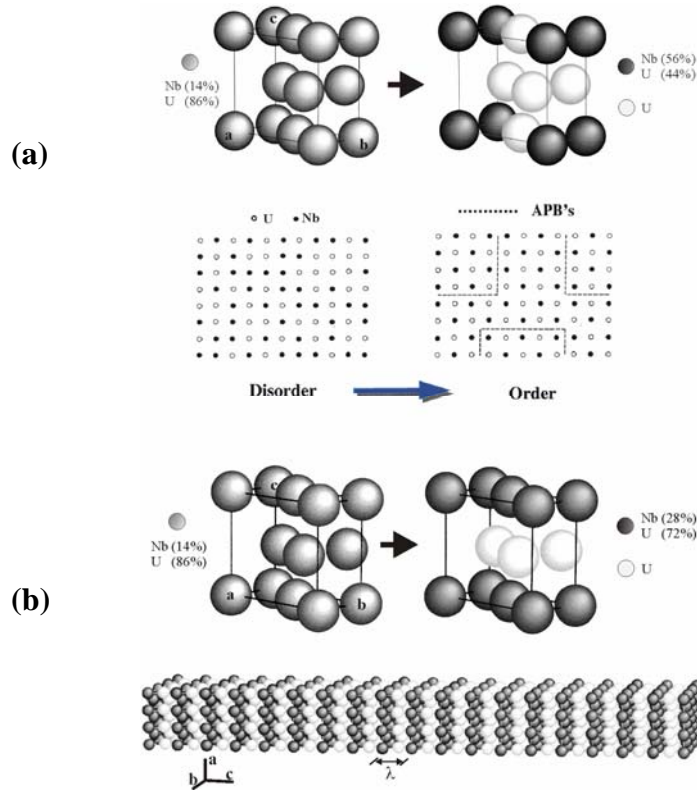 (a)
c
a
b
Nb (14%)
U (86%)
Nb (56%)
U (44%)
U
U Nb
APB's
Disorder
Order
(b)
c
a
b
Nb (14%)
U (86%)
Nb (28%)
U (72%)
U
a
b
c
λ